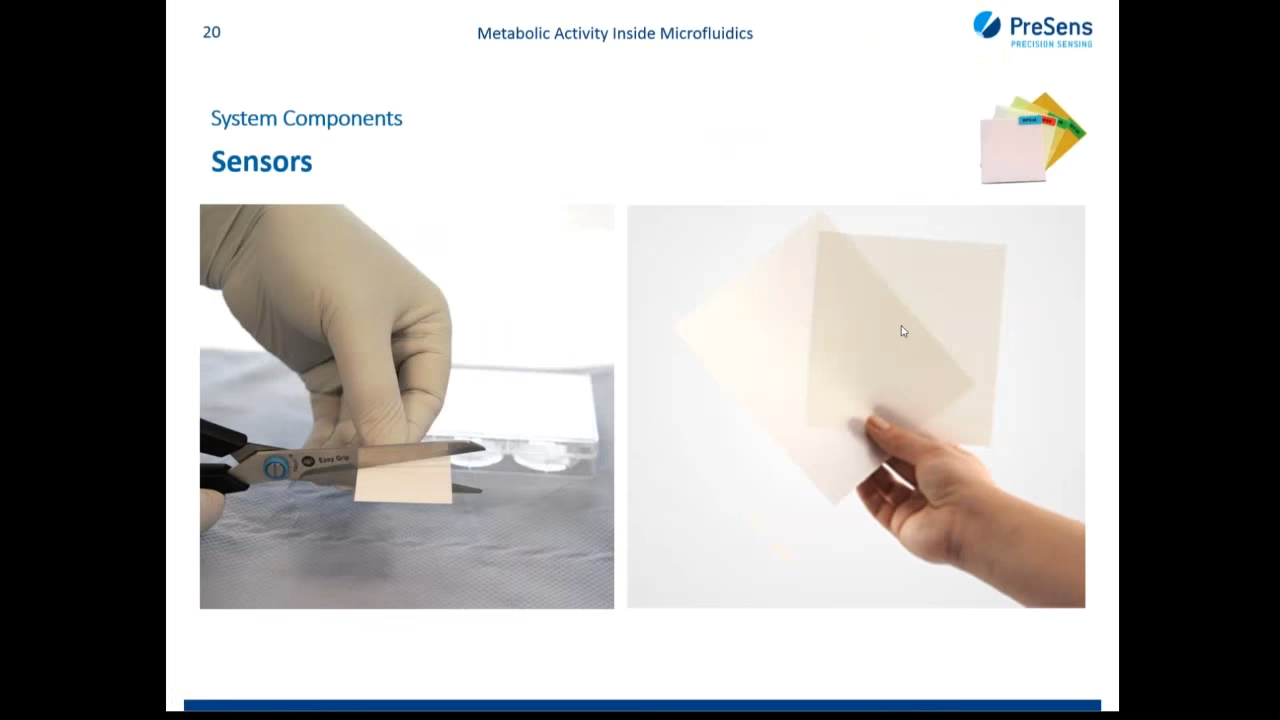 20
Metabolic Activity Inside Microfluidics
PreSens
PRECISION SENSING
System Components
Sensors
Easy Grip